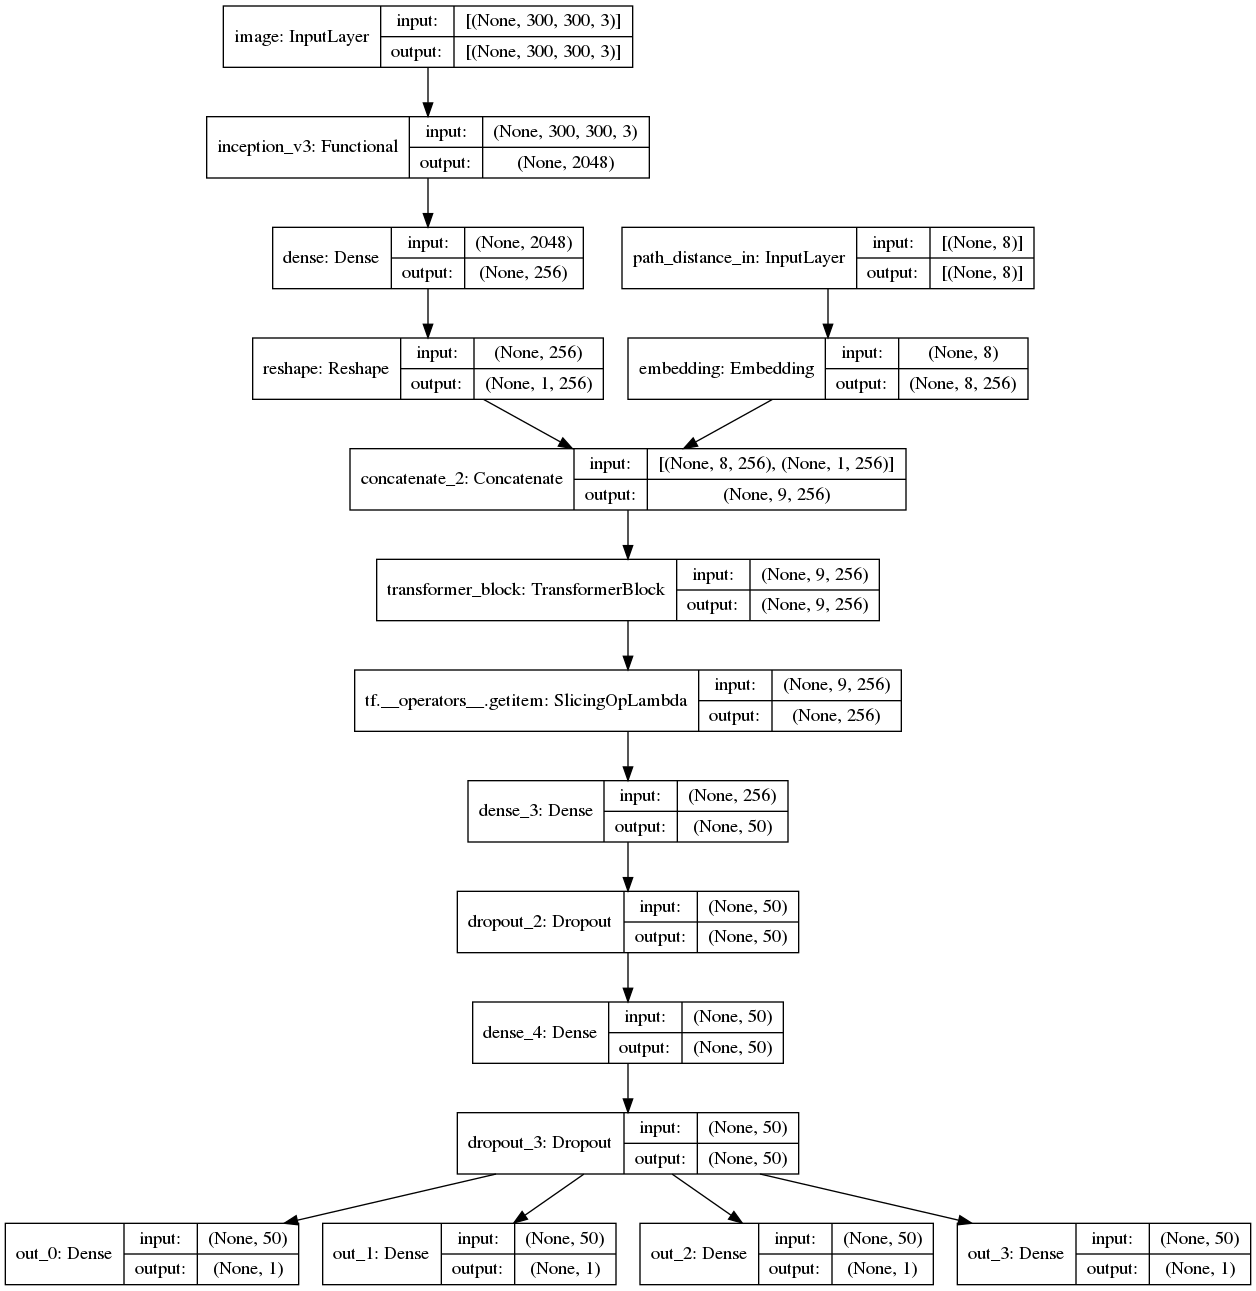 image: InputLayer
input:
[(None, 300, 300, 3)]
output:
[(None, 300, 300, 3)]
inception_v3: Functional
input:
(None, 300, 300, 3)
output:
(None, 2048)
dense: Dense
input:
(None, 2048)
output:
(None, 256)
path_distance_in: InputLayer
input:
[(None, 8)]
output:
[(None, 8)]
reshape: Reshape
input:
(None, 256)
output:
(None, 1, 256)
embedding: Embedding
input:
(None, 8)
output:
(None, 8, 256)
concatenate_2: Concatenate
input:
[(None, 8, 256), (None, 1, 256)]
output:
(None, 9, 256)
transformer_block: TransformerBlock
input:
(None, 9, 256)
output:
(None, 9, 256)
tf.__operators__.getitem: SlicingOpLambda
input:
(None, 9, 256)
output:
(None, 256)
dense_3: Dense
input:
(None, 256)
output:
(None, 50)
dropout_2: Dropout
input:
(None, 50)
output:
(None, 50)
dense_4: Dense
input:
(None, 50)
output:
(None, 50)
dropout_3: Dropout
input:
(None, 50)
output:
(None, 50)
out_0: Dense
input:
(None, 50)
output:
(None, 1)
out_1: Dense
input:
(None, 50)
output:
(None, 1)
out_2: Dense
input:
(None, 50)
output:
(None, 1)
out_3: Dense
input:
(None, 50)
output:
(None, 1)